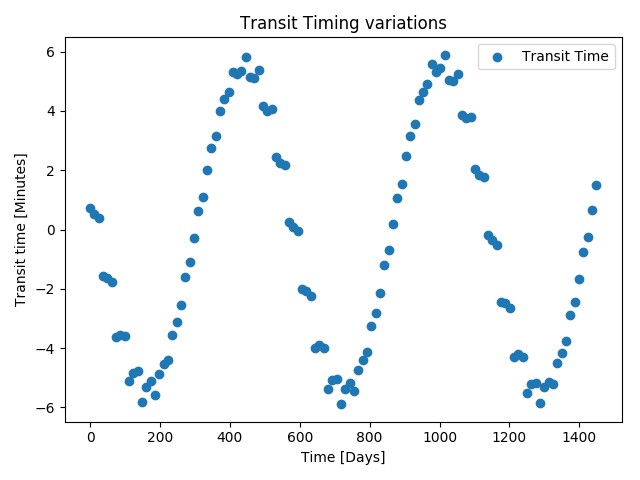 Transit Timing variations
Transit Time
Transit time [Minutes]
6
4
2
0
−2
−4
−6
0 200 400 600 800 1000 1200 1400
Time [Days]